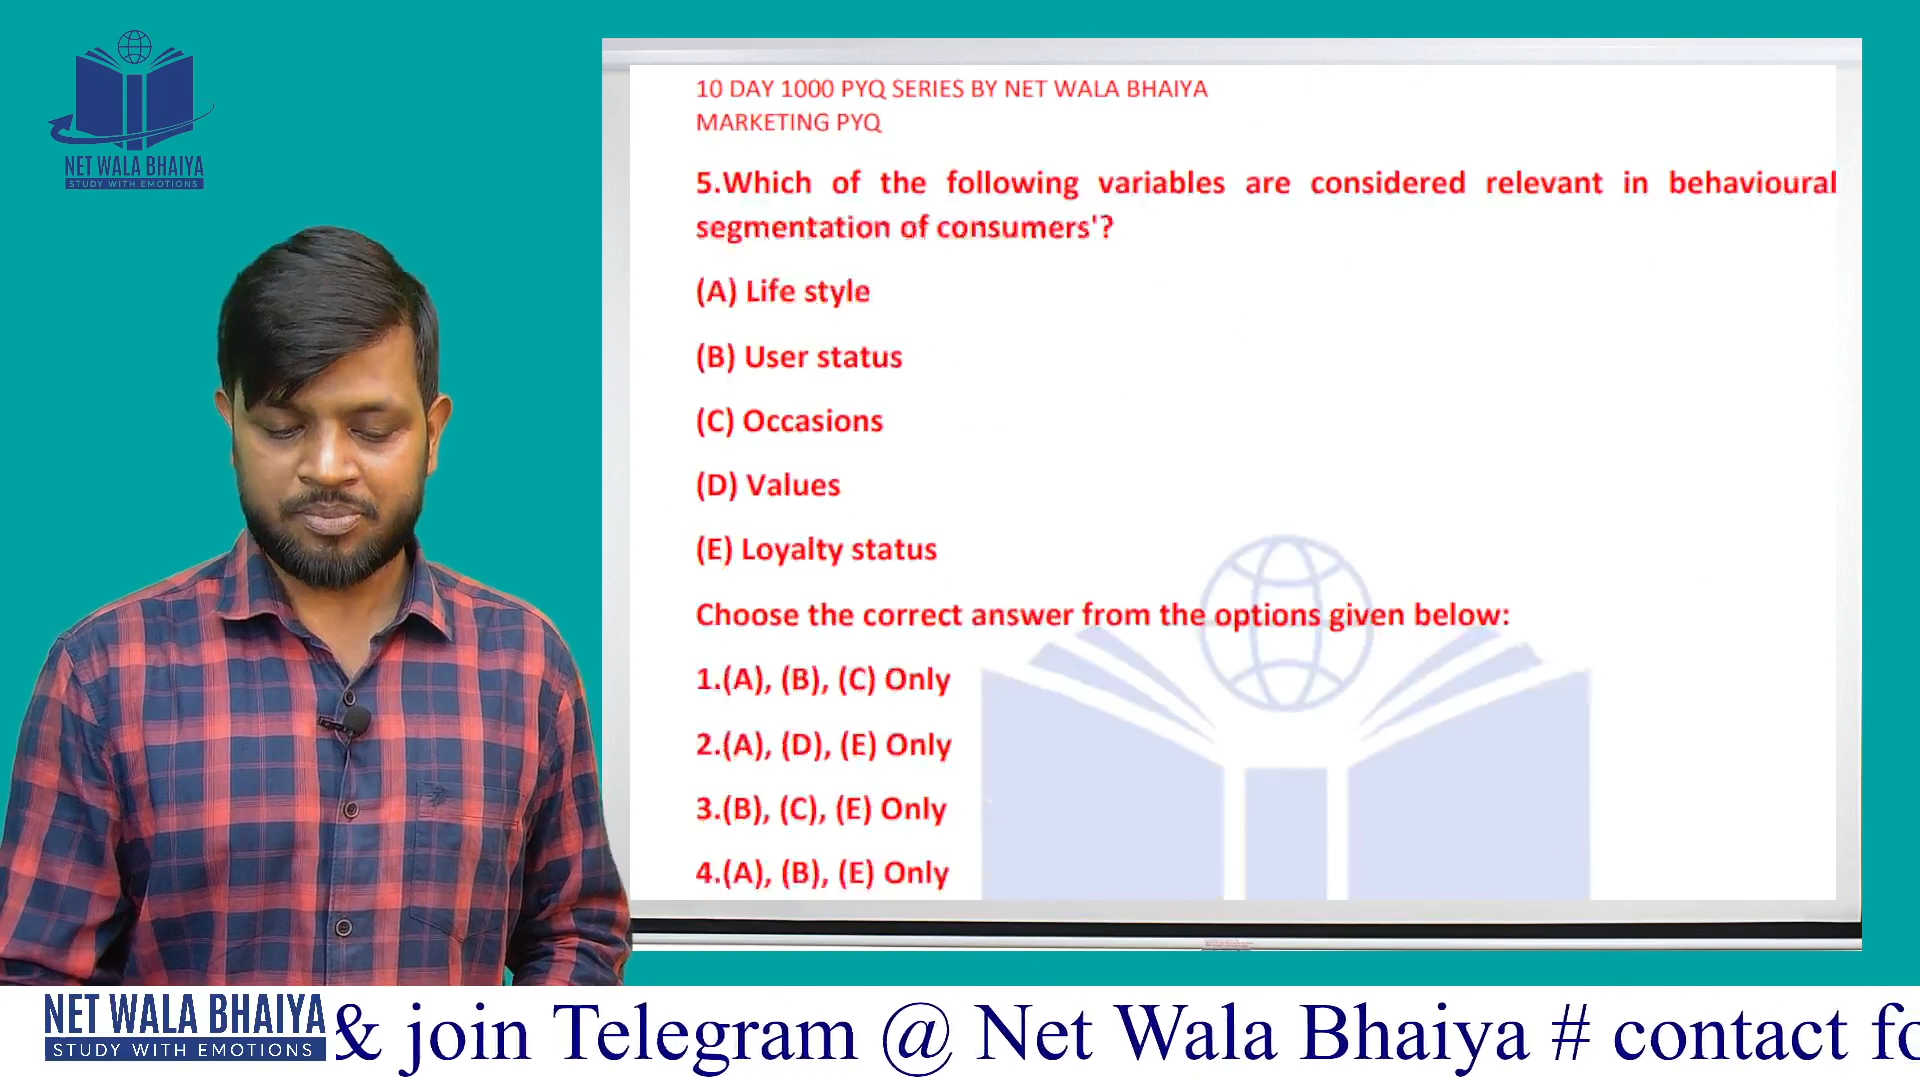 NET WALA BHAIYA
STUDY WITH EMOTIONS
10 DAY 1000 PYQ SERIES BY NET WALA BHAIYA
MARKETING PYQ
5.Which of the following variables are considered relevant in behavioural
segmentation of consumers'?
(A) Life style
(B) User status
(C) Occasions
(D) Values
(E) Loyalty status
Choose the correct answer from the options given below:
1.(A), (B), (C) Only
2.(A), (D), (E) Only
3.(B), (C), (E) Only
4.(A), (B), (E) Only
NET WALA BHAIYA
STUDY WITH EMOTIONS
& join Telegram @ Net Wala Bhaiya # contact fo